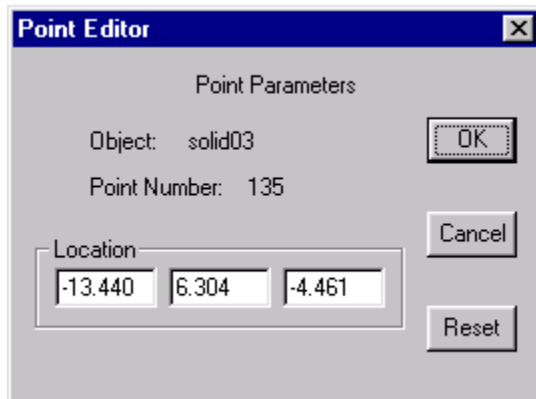 Point Editor
Point Parameters
Object: solid03
OK
Point Number: 135
Cancel
Location
-13.440 6.304 -4.461
Reset